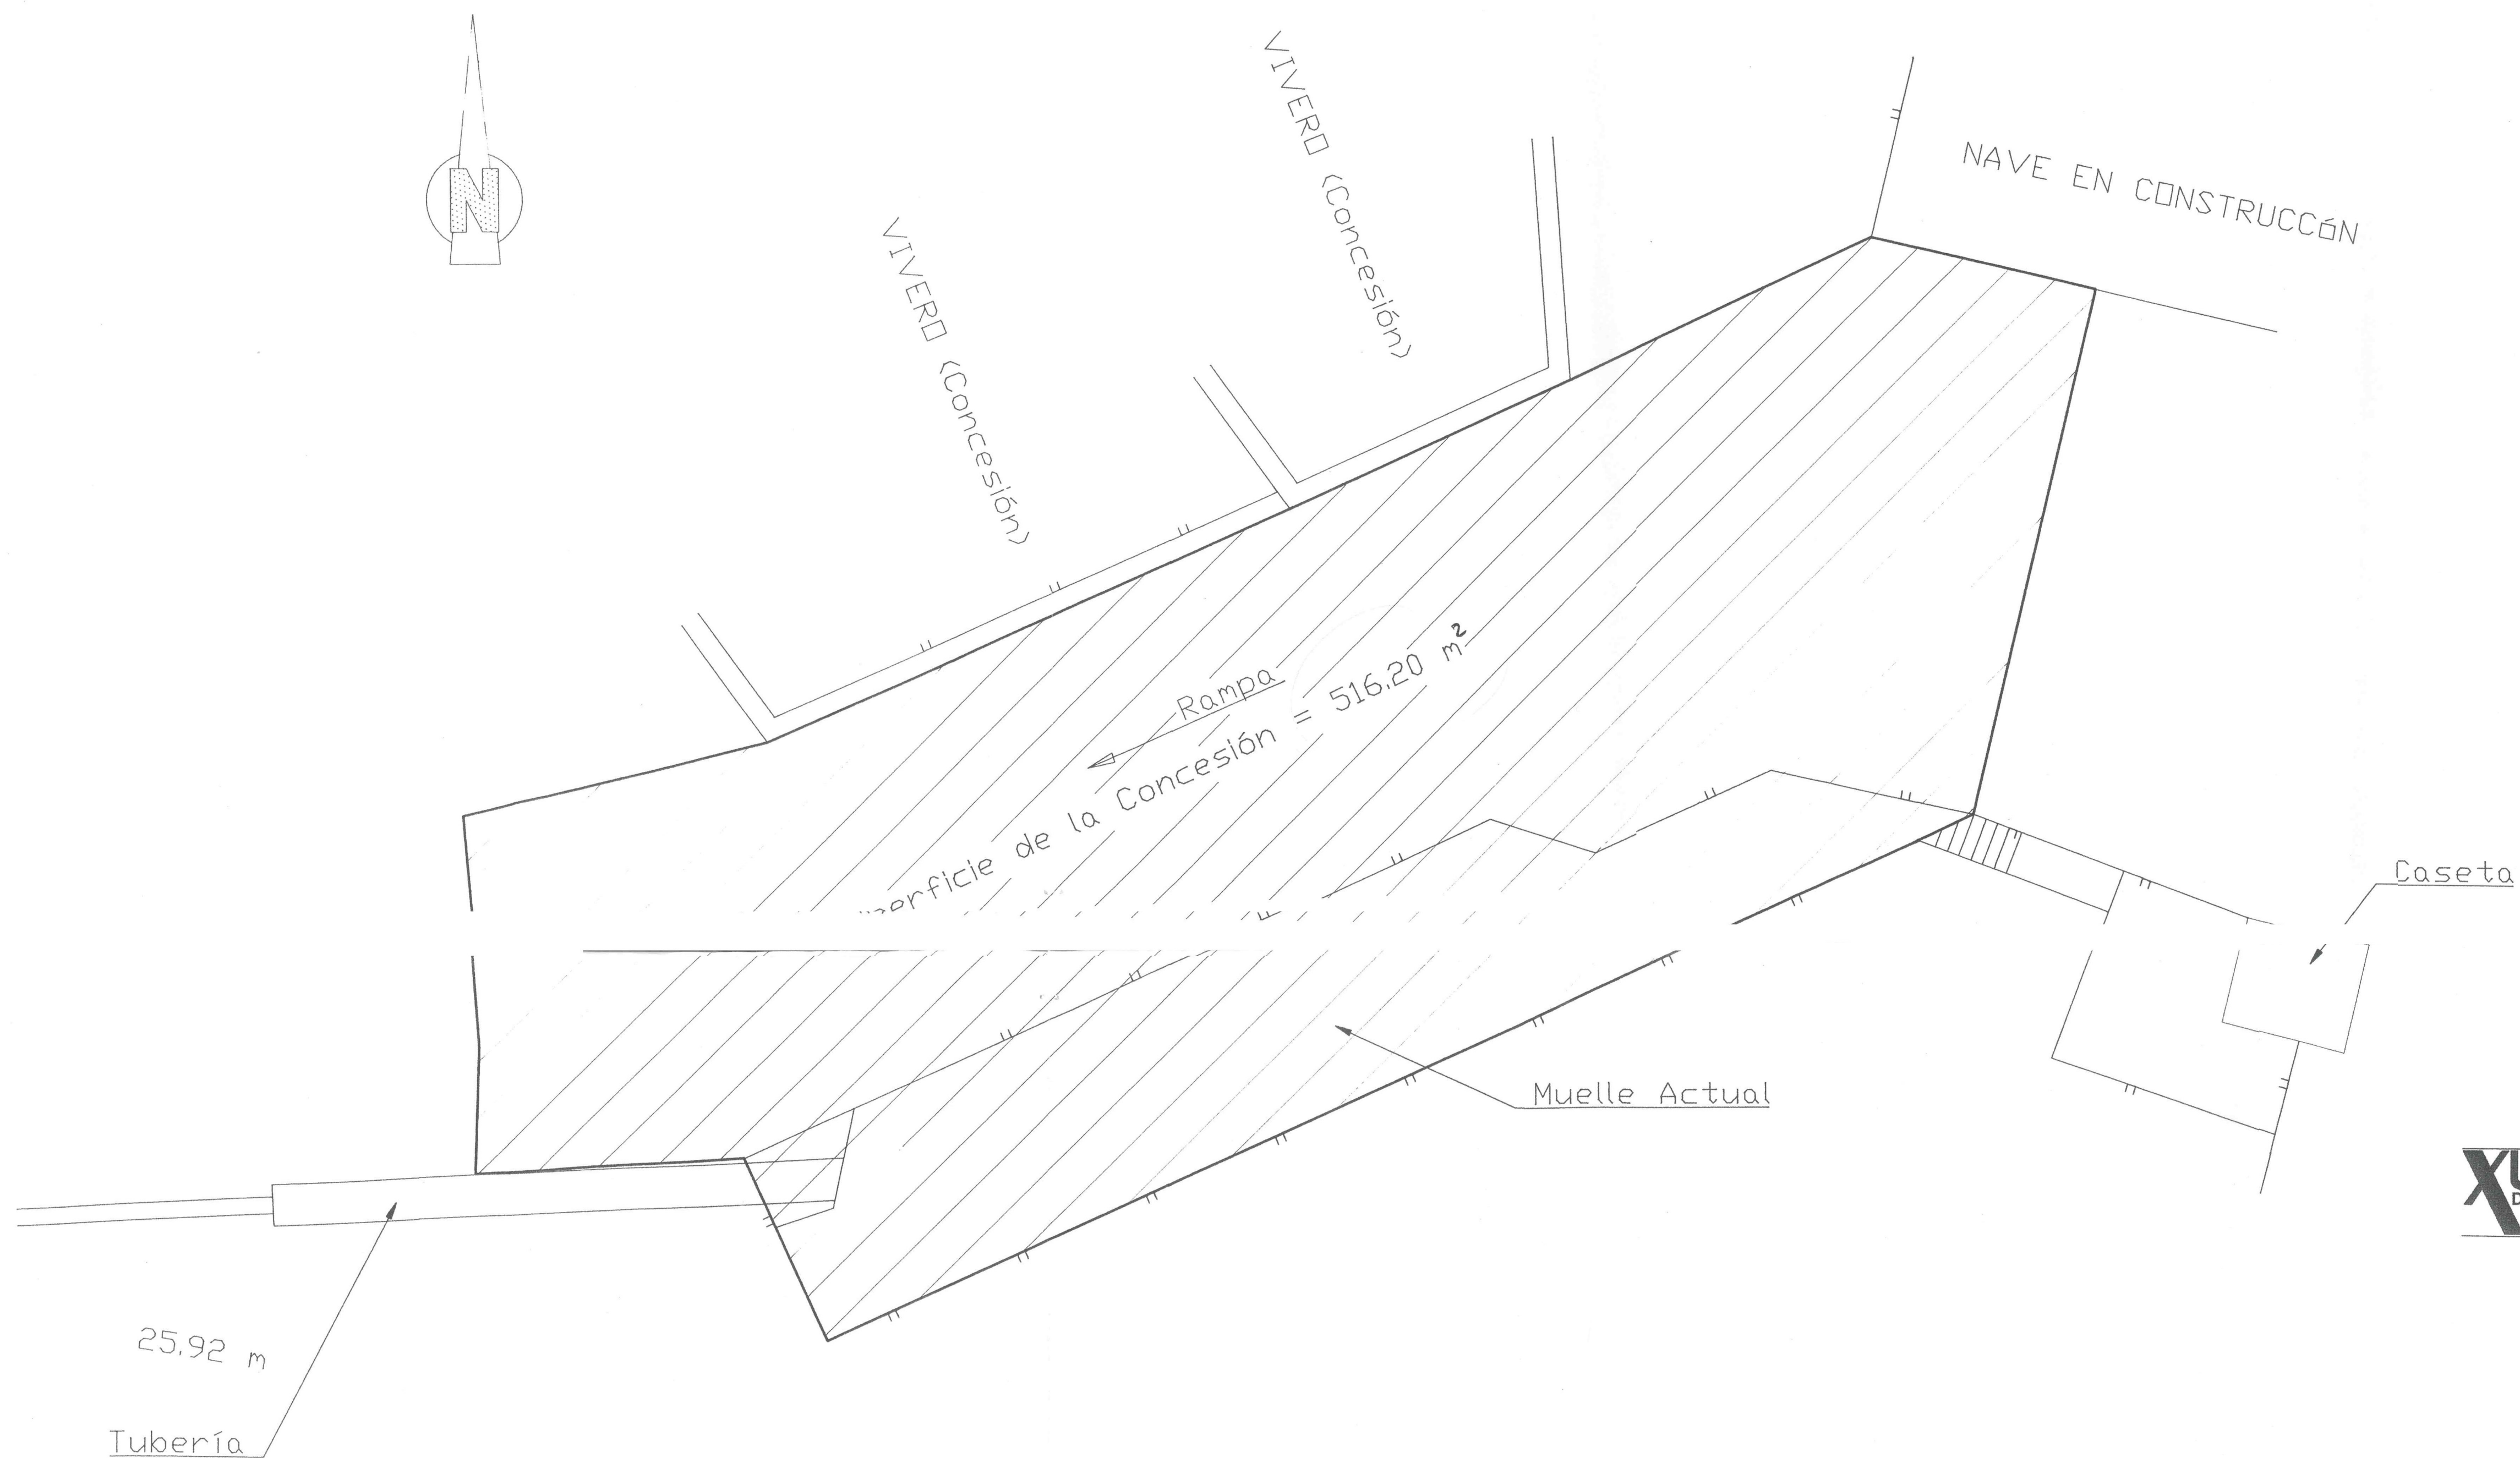 VIVERO (Concesión)
VIVERO (Concesión)
NAVE EN CONSTRUCCóN
N
Rampa
de la Concesión = 516.20 m²
Caseta
Muelle Actual
25.92 m
Tubería